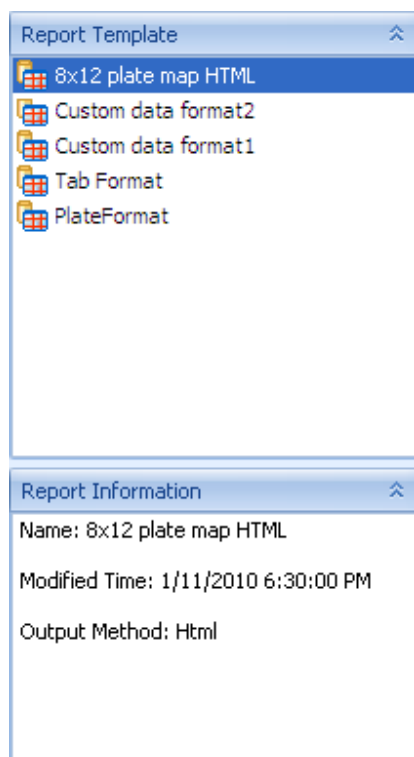 Report Template
8x12 plate map HTML
Custom data format2
Custom data format1
Tab Format
PlateFormat
Report Information
Name: 8x12 plate map HTML
Modified Time: 1/11/2010 6:30:00 PM
Output Method: Html